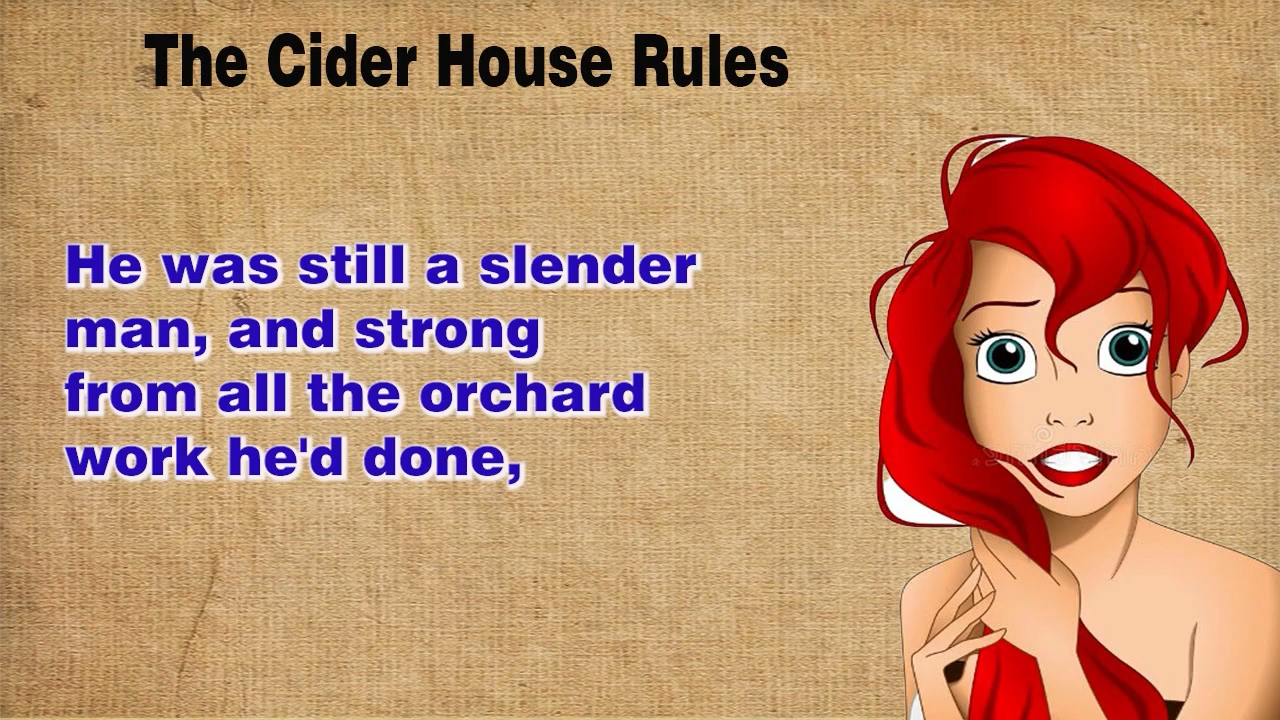 The Cider House Rules
He was still a slender
man, and strong
from all the orchard
work he'd done,